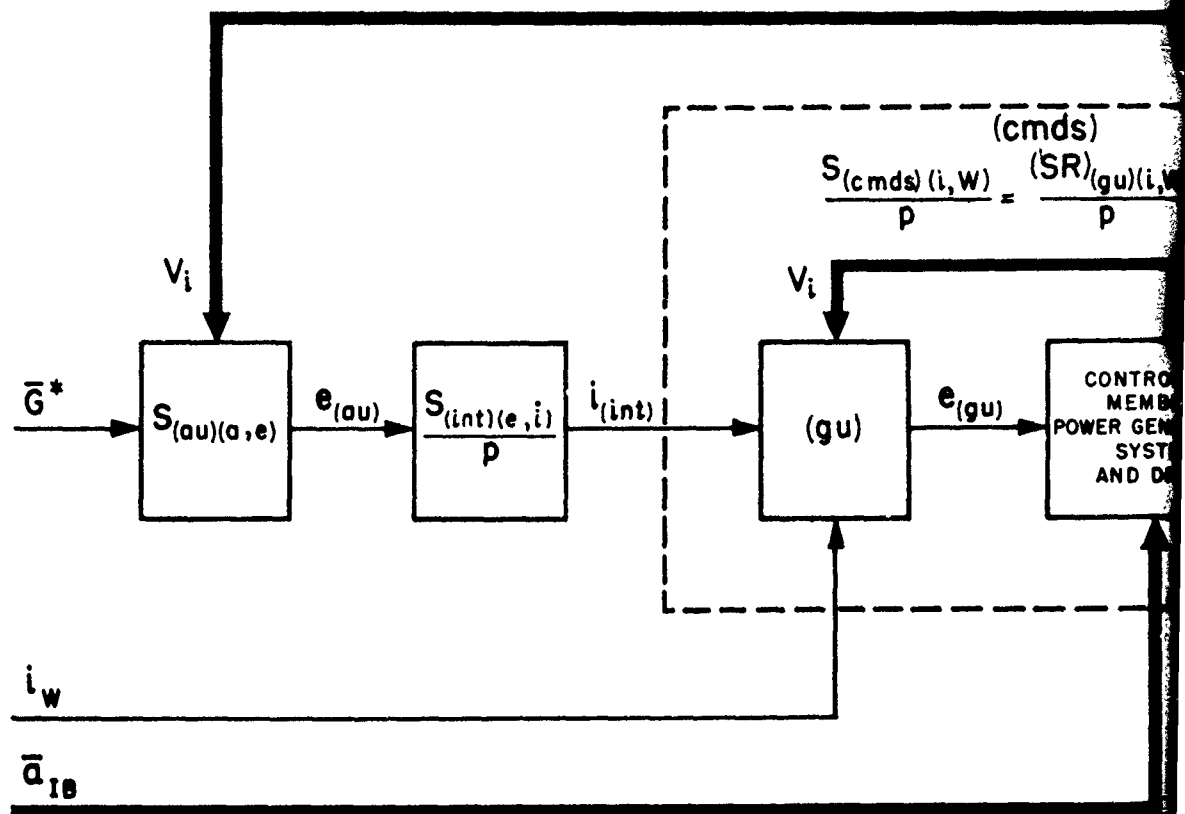 (cmds)
S(cmds)(i,W)/p = (SR)(gu)(i,W/p
V_i
V_i
G̅*
S(au)(a,e)
e(au)
S(int)(e,i)/p
i(int)
(gu)
e(gu)
CONTRO
MEMB
POWER GEN
SYST
AND D
i_W
a̅_IB